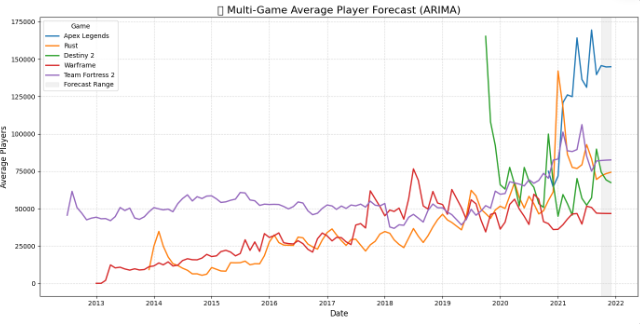 Multi-Game Average Player Forecast (ARIMA)
175000
150000
125000
100000
75000
50000
25000
0
Average Players
Game
Apex Legends
Rust
Destiny 2
Warframe
Team Fortress 2
Forecast Range
2013
2014
2015
2016
2017
2018
2019
2020
2021
2022
Date